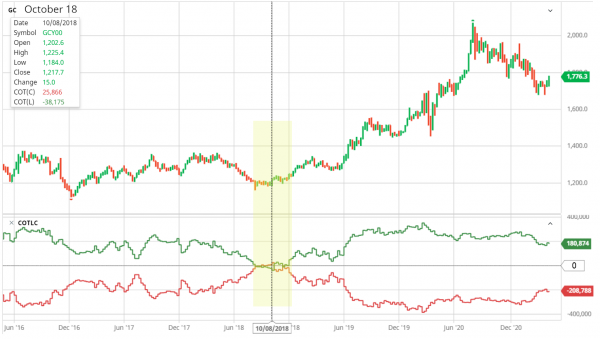 GC October 18
Date 10/08/2018
Symbol GCY00
Open 1,202.6
High 1,225.4
Low 1,184.0
Close 1,217.7
Change 15.0
COT(C) 25,866
COT(L) -38,175
2,000.0
1,776.3
1,600.0
1,400.0
1,200.0
COTLC
400,000
180,874
0
-208,788
-400,000
Jun '16 Dec '16 Jun '17 Dec '17 Jun '18 10/08/2018 Jun '19 Dec '19 Jun '20 Dec '20